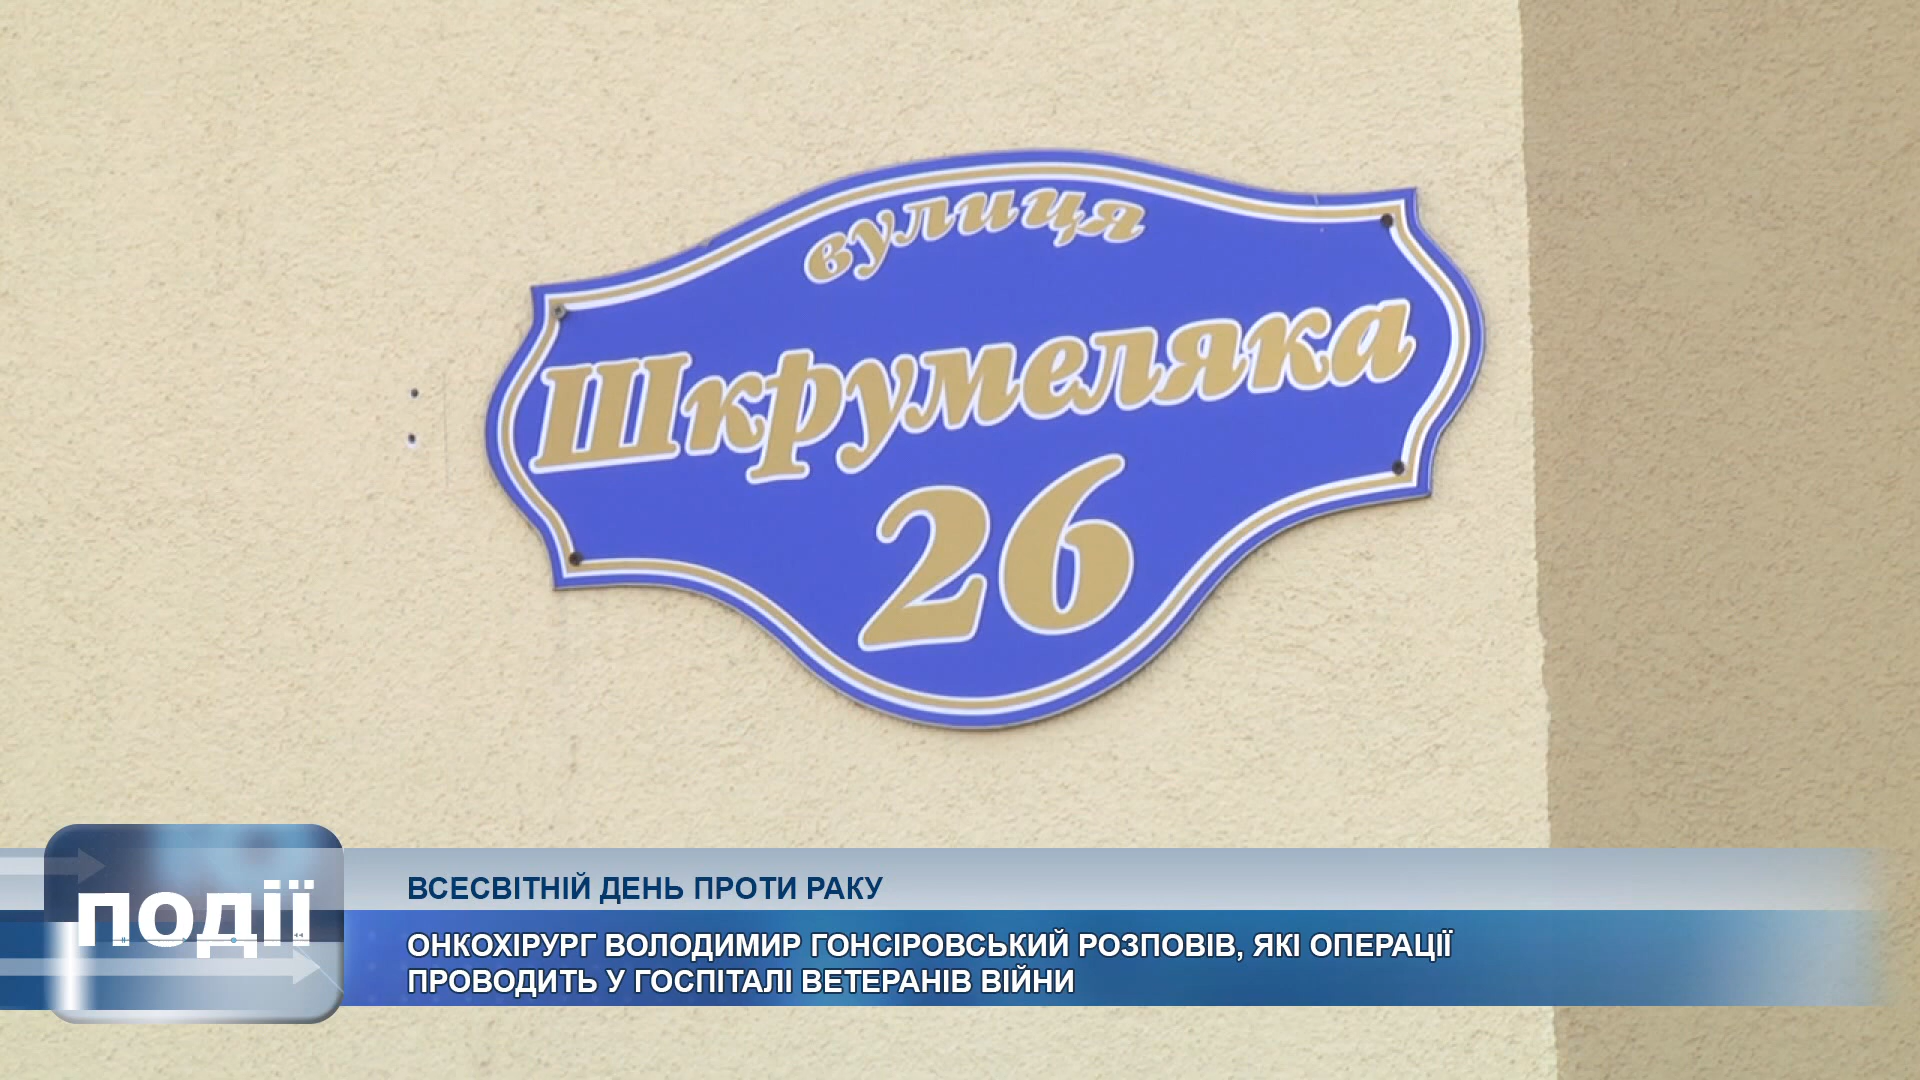 вулиця
Шкрумеляка
26
події
ВСЕСВІТНІЙ ДЕНЬ ПРОТИ РАКУ
ОНКОХІРУРГ ВОЛОДИМИР ГОНСІРОВСЬКИЙ РОЗПОВІВ, ЯКІ ОПЕРАЦІЇ
ПРОВОДИТЬ У ГОСПІТАЛІ ВЕТЕРАНІВ ВІЙНИ